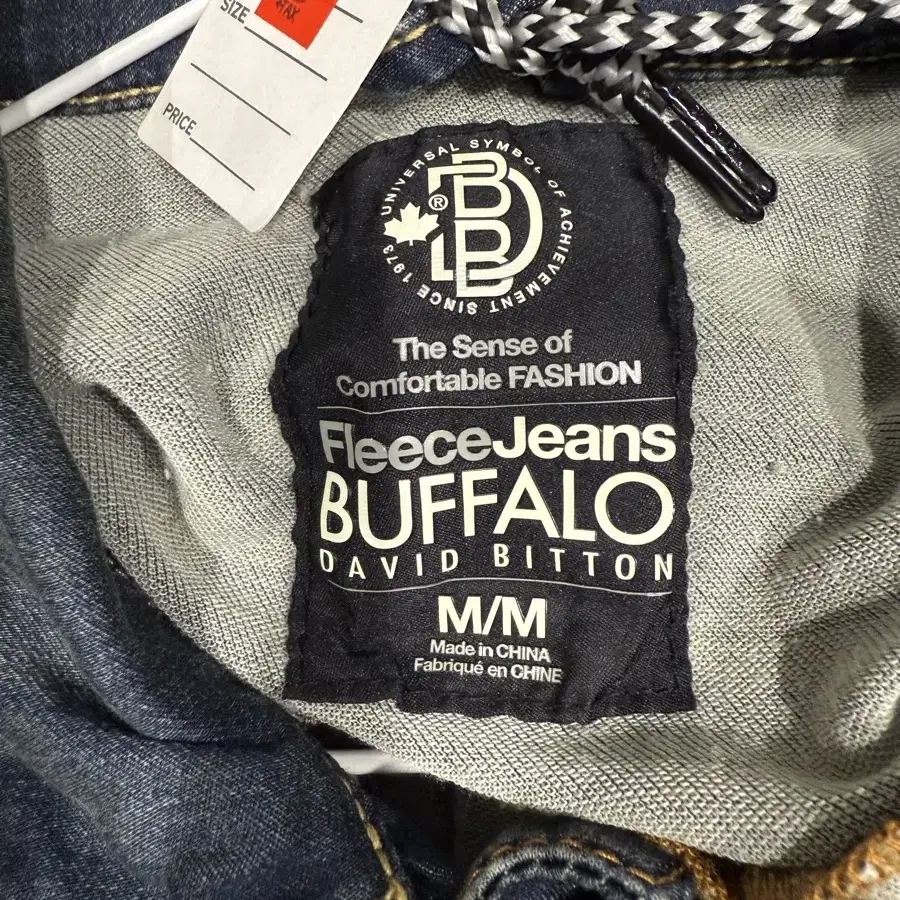 SIZE
TAX
PRICE
UNIVERSAL SYMBOL OF ACHIEVEMENT SINCE 1973
®
BB
The Sense of
Comfortable FASHION
FleeceJeans
BUFFALO
DAVID BITTON
M/M
Made in CHINA
Fabriqué en CHINE